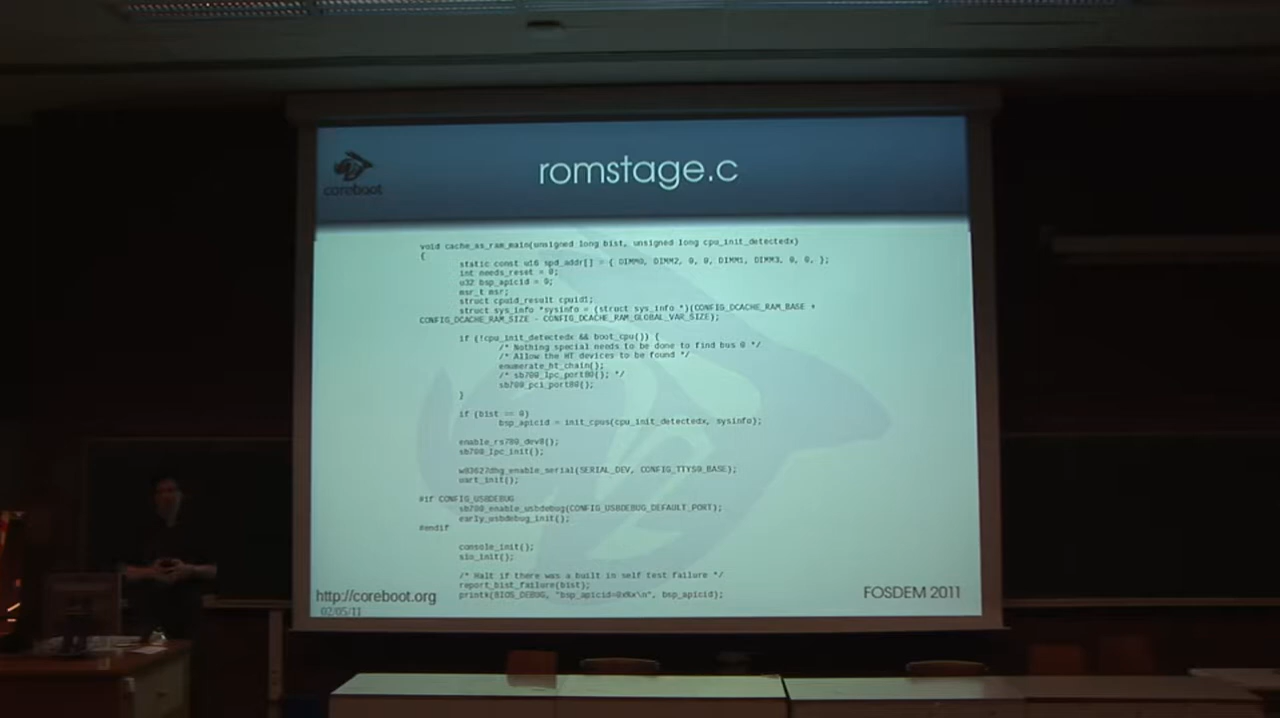 coreboot
romstage.c
void cache_as_ram_main(unsigned long bist, unsigned long cpu_init_detectedx)
{
static const u16 spd_addr[] = { DIMM0, DIMM2, 0, 0, DIMM1, DIMM3, 0, 0, };
int needs_reset = 0;
u32 bsp_apicid = 0;
msr_t msr;
struct cpuid_result cpuid1;
struct sys_info *sysinfo = (struct sys_info *)(CONFIG_DCACHE_RAM_BASE +
CONFIG_DCACHE_RAM_SIZE - CONFIG_DCACHE_RAM_GLOBAL_VAR_SIZE);
if (!cpu_init_detectedx && boot_cpu()) {
/* Nothing special needs to be done to find bus 0 */
/* Allow the HT devices to be found */
enumerate_ht_chain();
/* sb700_lpc_port80(); */
sb700_pci_port80();
}
if (bist == 0)
bsp_apicid = init_cpus(cpu_init_detectedx, sysinfo);
enable_rs780_dev8();
sb700_lpc_init();
w83627dhg_enable_serial(SERIAL_DEV, CONFIG_TTYS0_BASE);
uart_init();
#if CONFIG_USBDEBUG
sb700_enable_usbdebug(CONFIG_USBDEBUG_DEFAULT_PORT);
early_usbdebug_init();
#endif
console_init();
sio_init();
/* Halt if there was a built in self test failure */
report_bist_failure(bist);
printk(BIOS_DEBUG, "bsp_apicid=0x%x\n", bsp_apicid);
http://coreboot.org
FOSDEM 2011
02/05/11